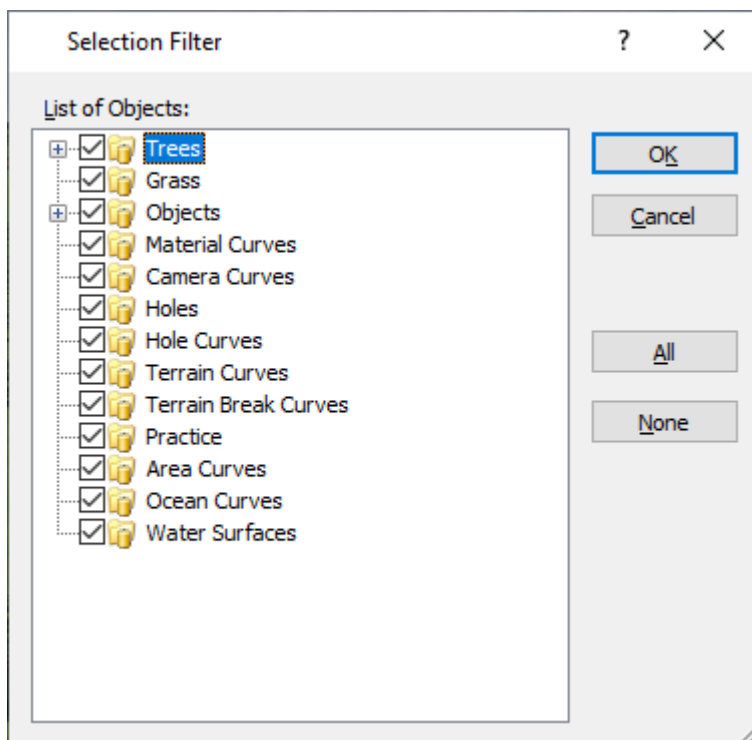 Selection Filter
?
List of Objects:
Trees
Grass
Objects
Material Curves
Camera Curves
Holes
Hole Curves
Terrain Curves
Terrain Break Curves
Practice
Area Curves
Ocean Curves
Water Surfaces
OK
Cancel
All
None